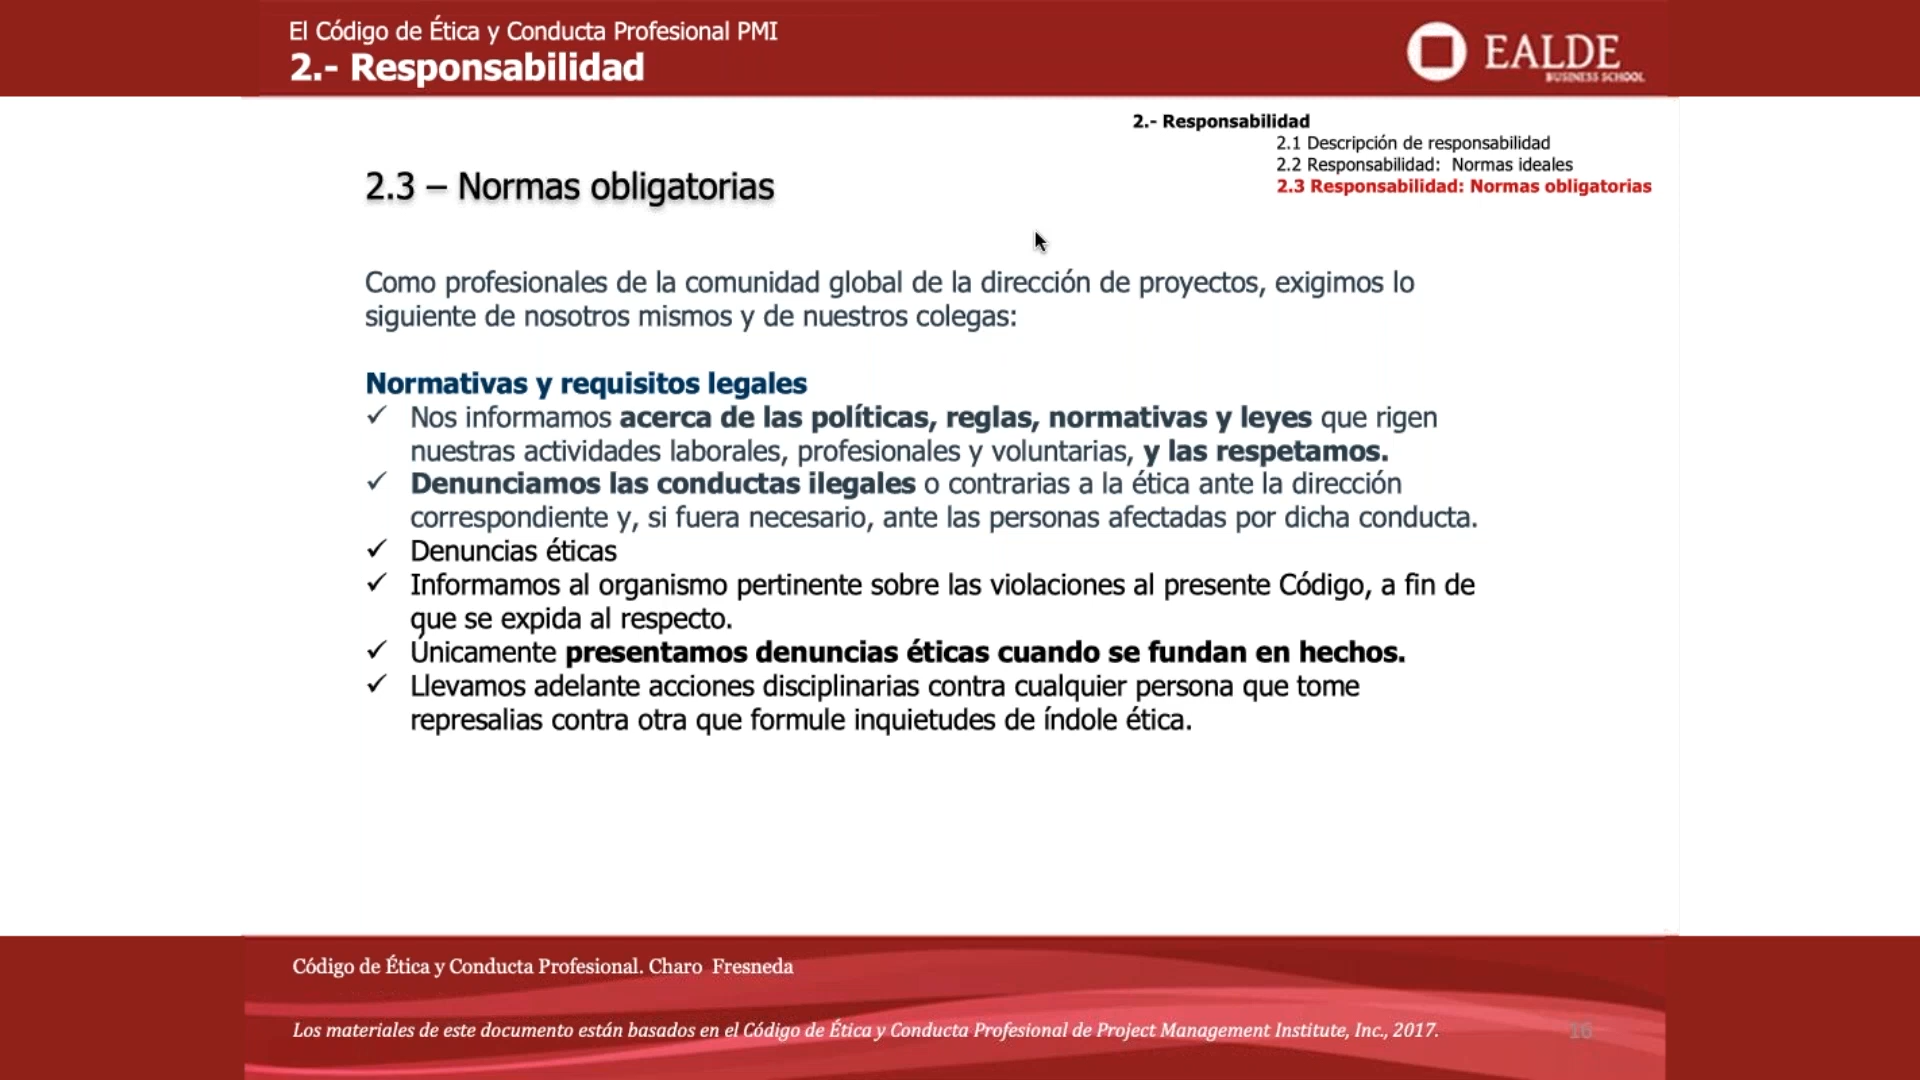 El Código de Ética y Conducta Profesional PMI
2.- Responsabilidad
EALDE
BUSINESS SCHOOL
2.- Responsabilidad
2.1 Descripción de responsabilidad
2.2 Responsabilidad: Normas ideales
2.3 Responsabilidad: Normas obligatorias
2.3 – Normas obligatorias
Como profesionales de la comunidad global de la dirección de proyectos, exigimos lo
siguiente de nosotros mismos y de nuestros colegas:
Normativas y requisitos legales
✓ Nos informamos acerca de las políticas, reglas, normativas y leyes que rigen
nuestras actividades laborales, profesionales y voluntarias, y las respetamos.
✓ Denunciamos las conductas ilegales o contrarias a la ética ante la dirección
correspondiente y, si fuera necesario, ante las personas afectadas por dicha conducta.
✓ Denuncias éticas
✓ Informamos al organismo pertinente sobre las violaciones al presente Código, a fin de
que se expida al respecto.
✓ Únicamente presentamos denuncias éticas cuando se fundan en hechos.
✓ Llevamos adelante acciones disciplinarias contra cualquier persona que tome
represalias contra otra que formule inquietudes de índole ética.
Código de Ética y Conducta Profesional. Charo Fresneda
Los materiales de este documento están basados en el Código de Ética y Conducta Profesional de Project Management Institute, Inc., 2017.
16